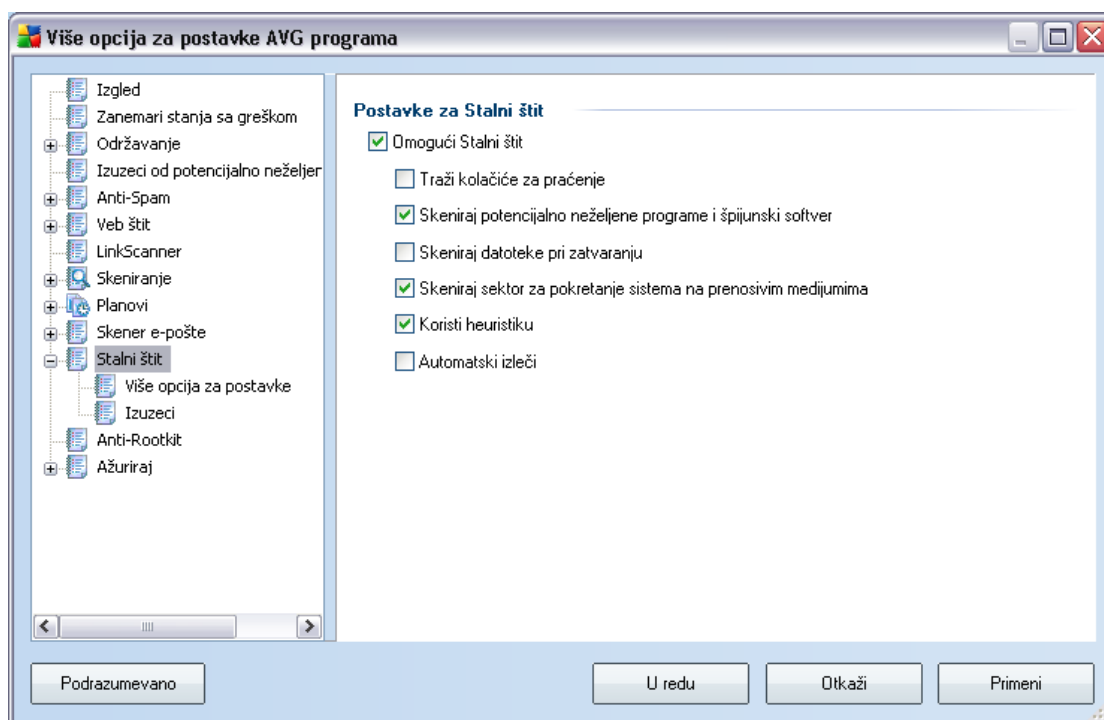 Više opcija za postavke AVG programa
Izgled
Zanemari stanja sa greškom
Održavanje
Izuzeci od potencijalno neželjer
Anti-Spam
Veb štit
LinkScanner
Skeniranje
Planovi
Skener e-pošte
Stalni štit
Više opcija za postavke
Izuzeci
Anti-Rootkit
Ažuriraj
Postavke za Stalni štit
Omogući Stalni štit
Traži kolačiće za praćenje
Skeniraj potencijalno neželjene programe i špijunski softver
Skeniraj datoteke pri zatvaranju
Skeniraj sektor za pokretanje sistema na prenosivim medijumima
Koristi heuristiku
Automatski izleči
Podrazumevano
U redu
Otkaži
Primeni